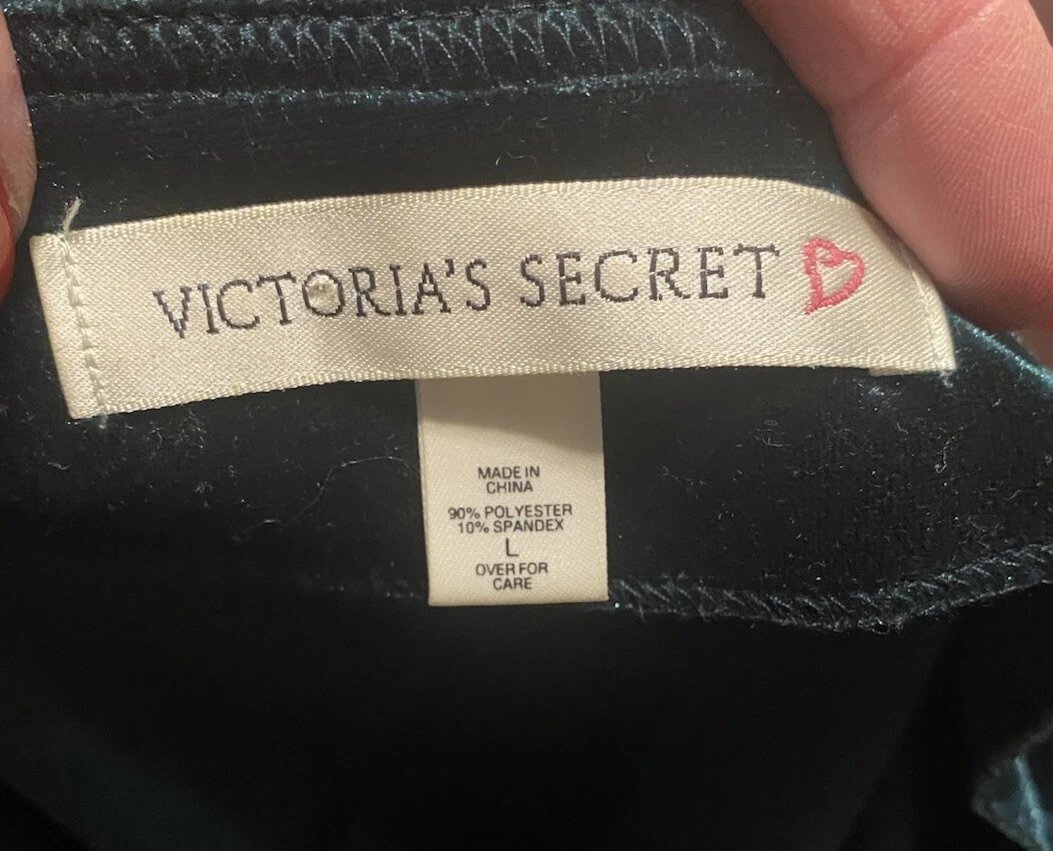 VICTORIA'S SECRET
MADE IN
CHINA
90% POLYESTER
10% SPANDEX
L
OVER FOR
CARE